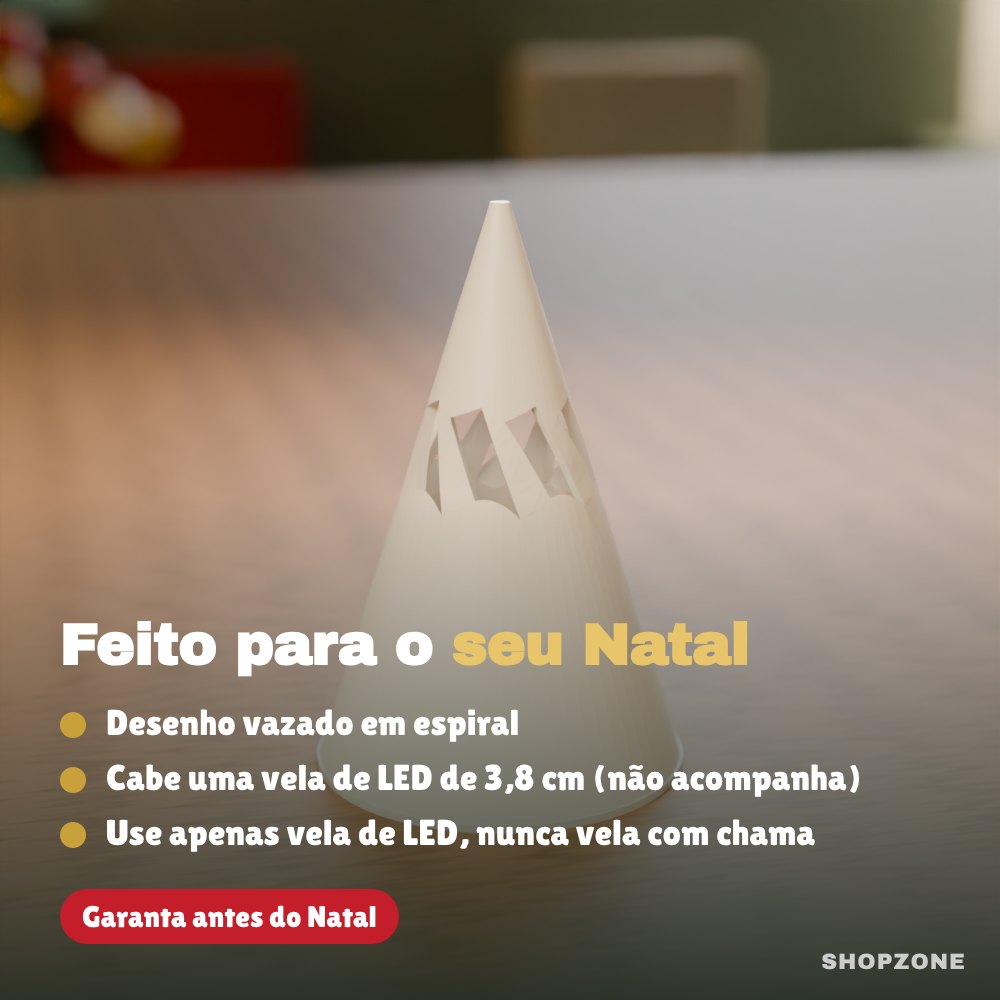 Feito para o seu Natal
Desenho vazado em espiral
Cabe uma vela de LED de 3,8 cm (não acompanha)
Use apenas vela de LED, nunca vela com chama
Garanta antes do Natal
SHOPZONE